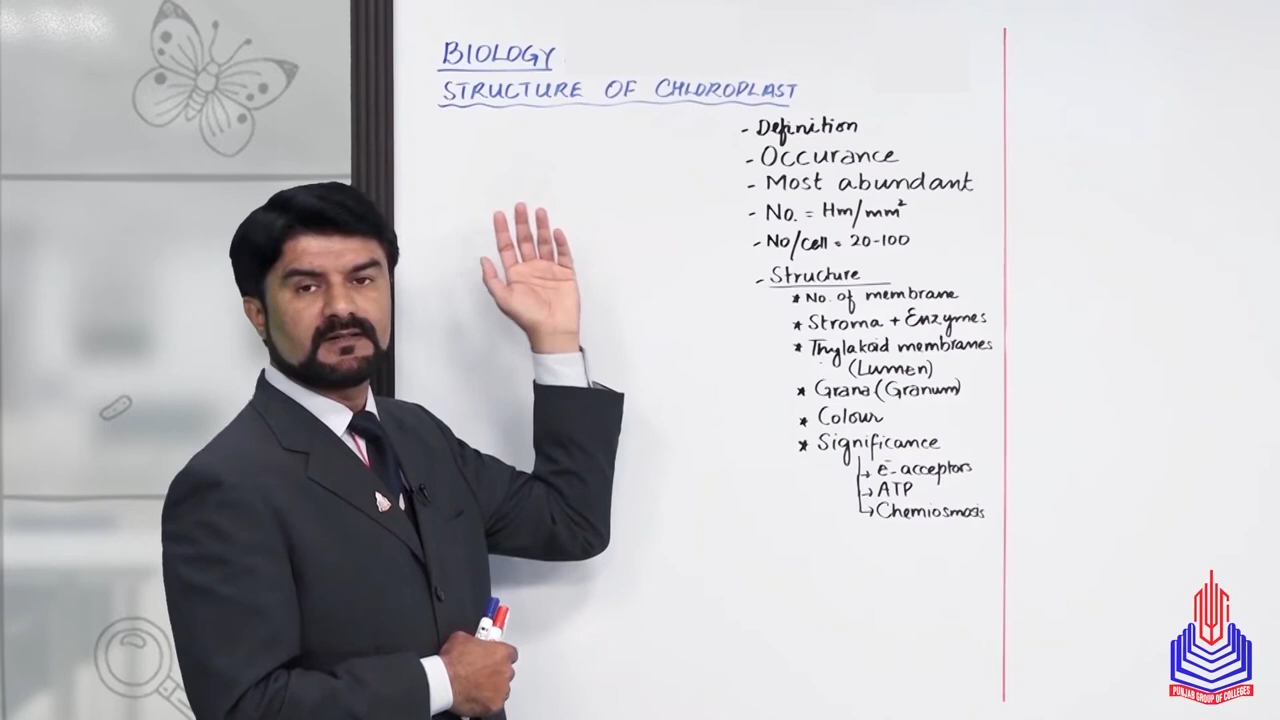 BIOLOGY
STRUCTURE OF CHLOROPLAST
- Definition
- Occurance
- Most abundant
- No. = Hm/mm²
- No/cell = 20-100
- Structure
* No. of membrane
* Stroma + Enzymes
* Thylakoid membranes
(Lumen)
* Grana (Granum)
* Colour
* Significance
→ e⁻-acceptors
→ ATP
→ Chemiosmosis
PUNJAB GROUP OF COLLEGES